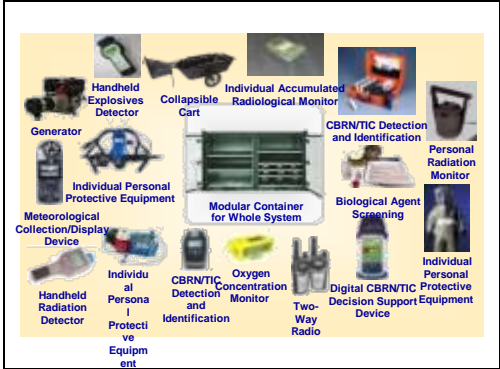 Handheld
Explosives
Detector
Collapsible
Cart
Individual Accumulated
Radiological Monitor
CBRN/TIC Detection
and Identification
Personal
Radiation
Monitor
Generator
Individual Personal
Protective Equipment
Modular Container
for Whole System
Biological Agent
Screening
Meteorological
Collection/Display
Device
Handheld
Radiation
Detector
Individu
al
Persona
l
Protecti
ve
Equipm
ent
CBRN/TIC
Detection
and
Identification
Oxygen
Concentration
Monitor
Two-
Way
Radio
Digital CBRN/TIC
Decision Support
Device
Individual
Personal
Protective
Equipment